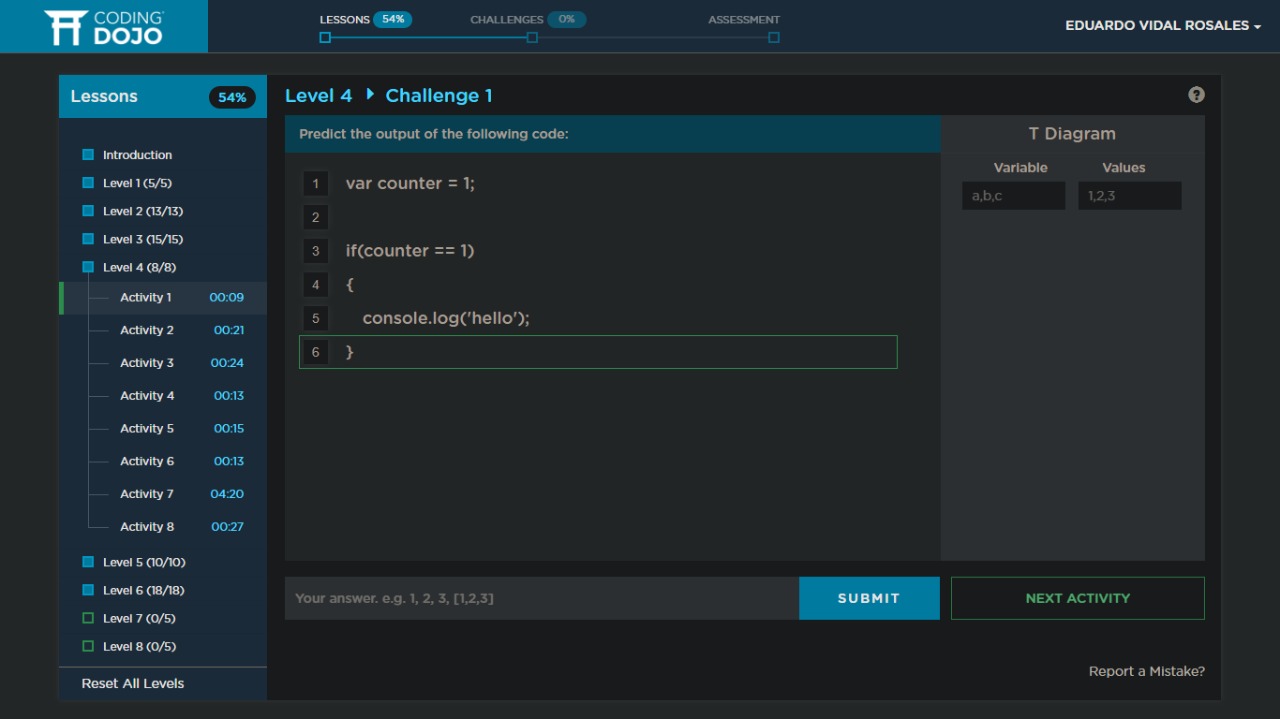 CODING DOJO
LESSONS 54% CHALLENGES 0% ASSESSMENT
EDUARDO VIDAL ROSALES
Lessons 54%
Introduction
Level 1 (5/5)
Level 2 (13/13)
Level 3 (15/15)
Level 4 (8/8)
Activity 1 00:09
Activity 2 00:21
Activity 3 00:24
Activity 4 00:13
Activity 5 00:15
Activity 6 00:13
Activity 7 04:20
Activity 8 00:27
Level 5 (10/10)
Level 6 (18/18)
Level 7 (0/5)
Level 8 (0/5)
Reset All Levels
Level 4 Challenge 1
?
Predict the output of the following code:
1 var counter = 1;
2
3 if(counter == 1)
4 {
5 console.log('hello');
6 }
T Diagram
Variable Values
a,b,c 1,2,3
Your answer. e.g. 1, 2, 3, [1,2,3]
SUBMIT
NEXT ACTIVITY
Report a Mistake?